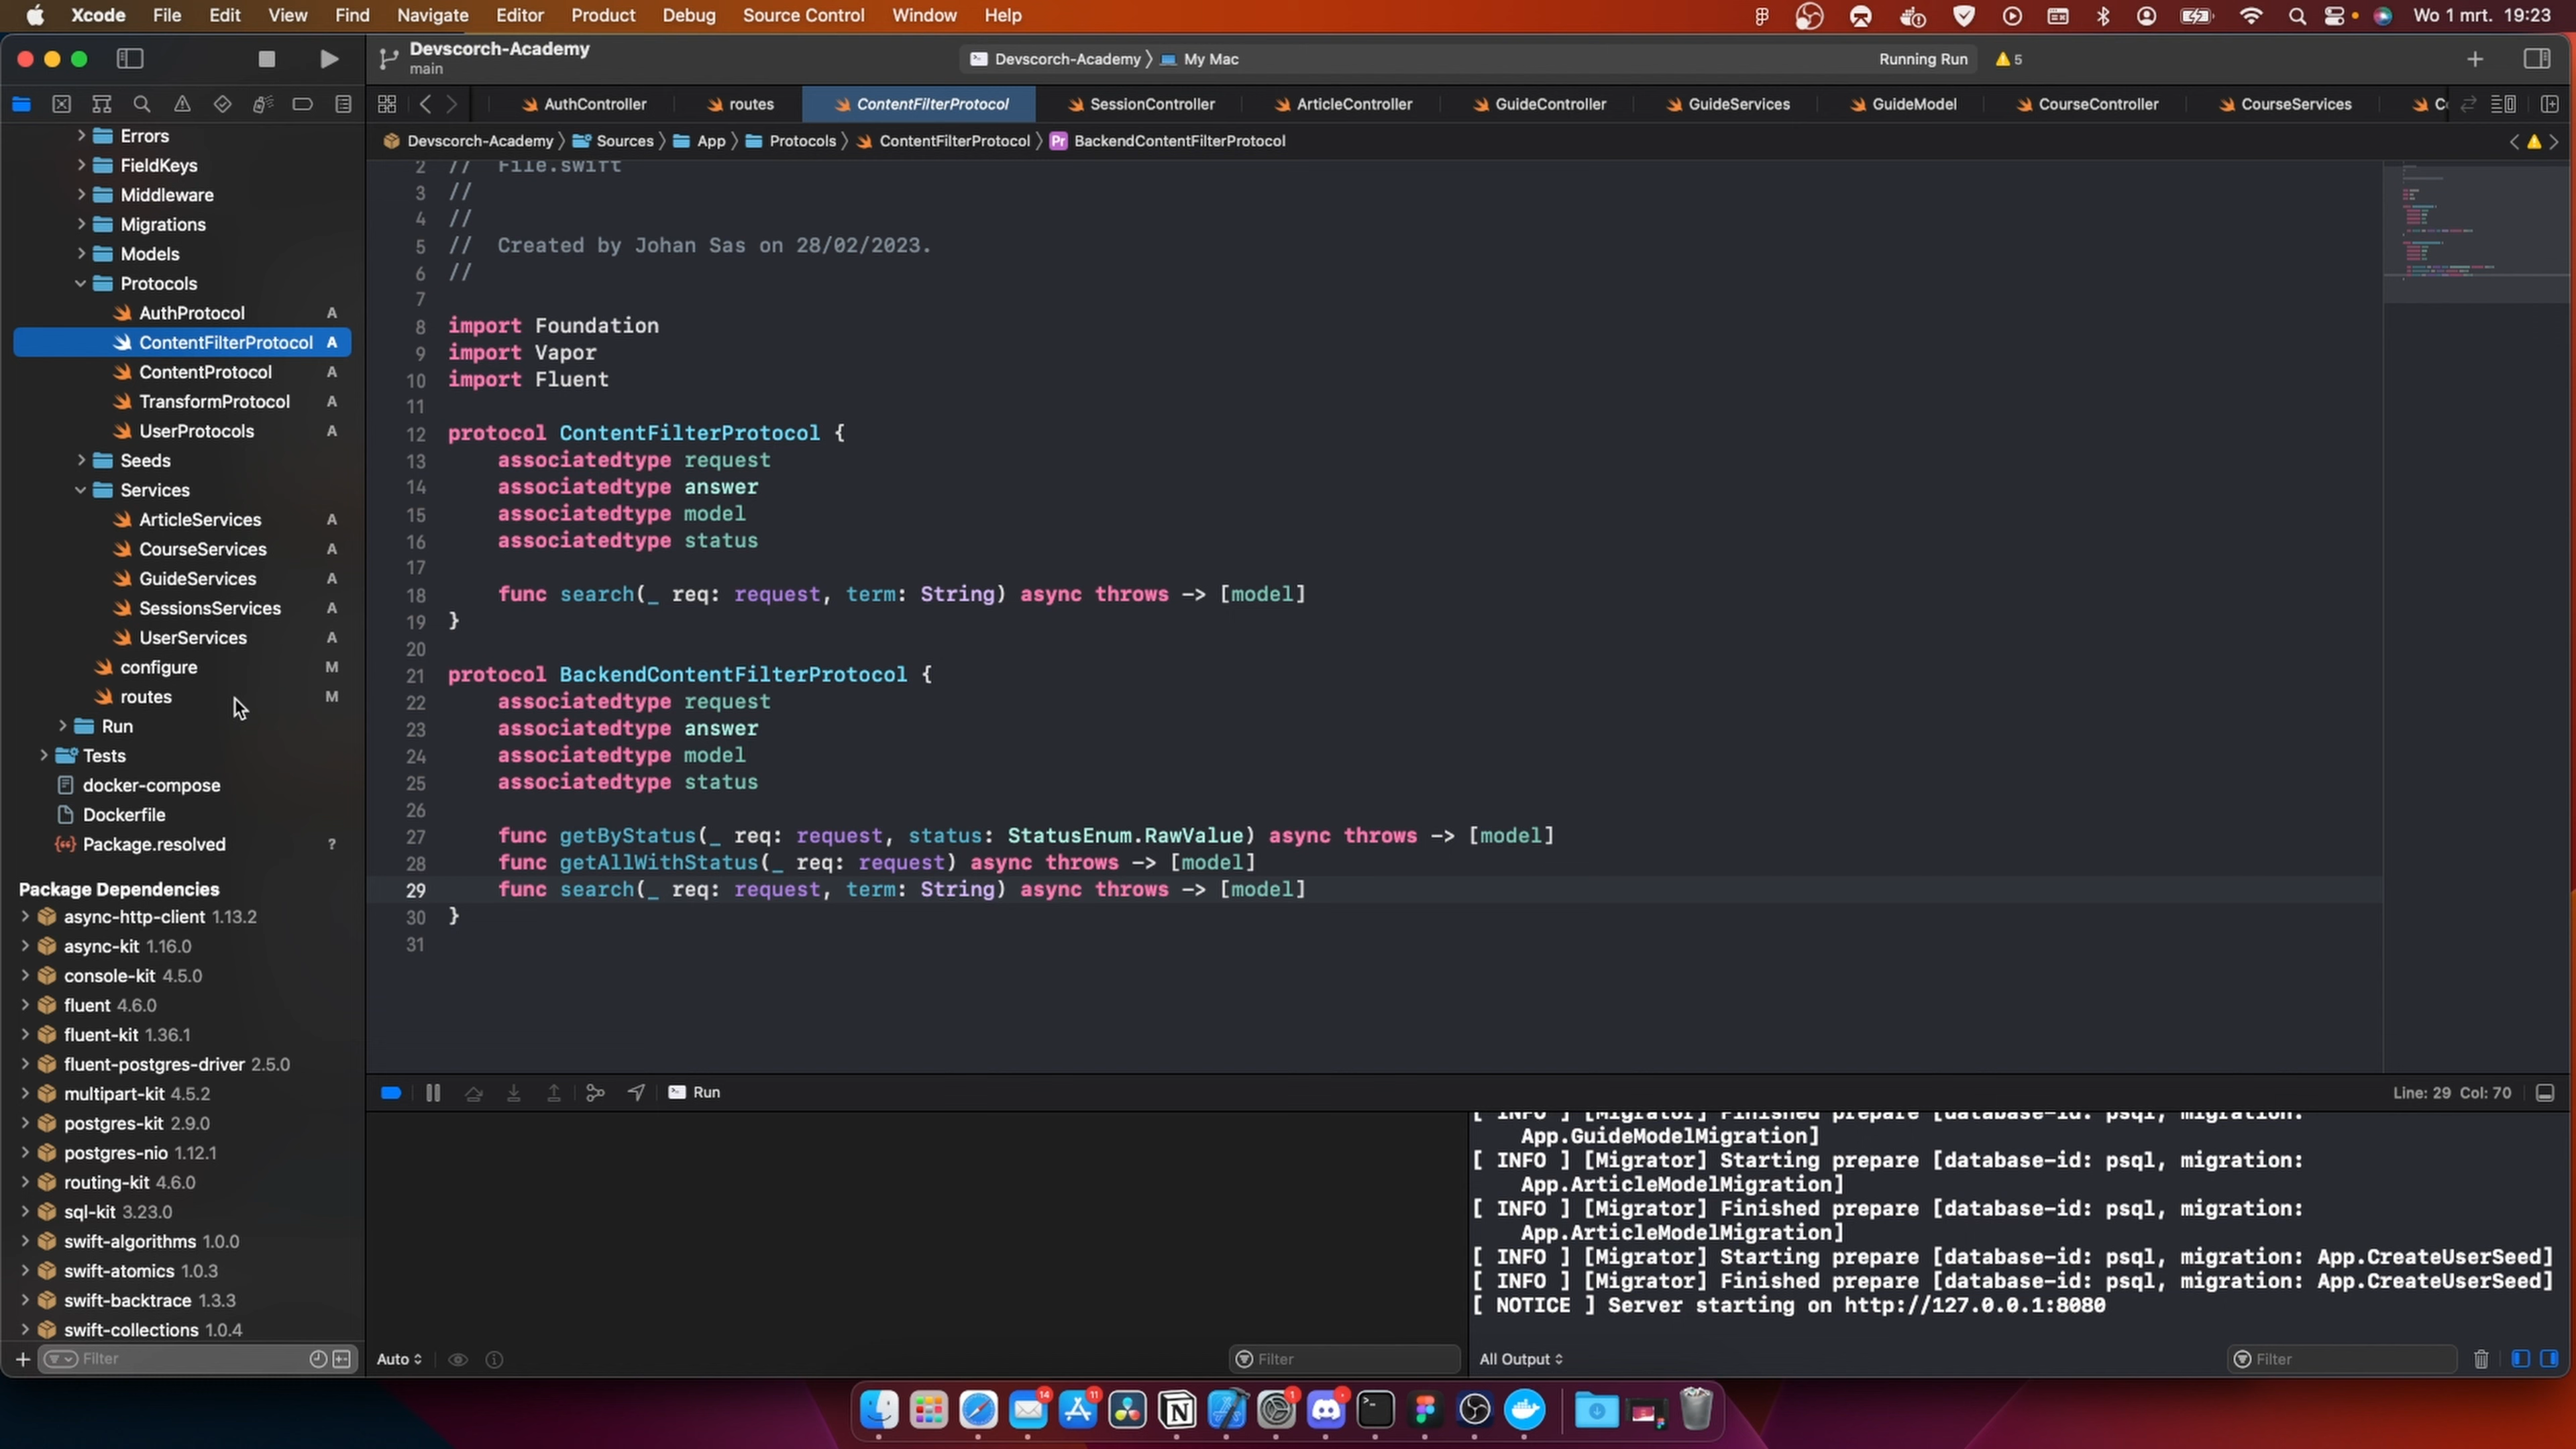 Xcode File Edit View Find Navigate Editor Product Debug Source Control Window Help Wo 1 mrt. 19:23
Devscorch-Academy
main
Devscorch-Academy My Mac Running Run 5
AuthController routes ContentFilterProtocol SessionController ArticleController GuideController GuideServices GuideModel CourseController CourseServices
Devscorch-Academy Sources App Protocols ContentFilterProtocol Pr BackendContentFilterProtocol
Errors
FieldKeys
Middleware
Migrations
Models
Protocols
AuthProtocol A
ContentFilterProtocol A
ContentProtocol A
TransformProtocol A
UserProtocols A
Seeds
Services
ArticleServices A
CourseServices A
GuideServices A
SessionsServices A
UserServices A
configure M
routes M
Run
Tests
docker-compose
Dockerfile
Package.resolved ?
Package Dependencies
async-http-client 1.13.2
async-kit 1.16.0
console-kit 4.5.0
fluent 4.6.0
fluent-kit 1.36.1
fluent-postgres-driver 2.5.0
multipart-kit 4.5.2
postgres-kit 2.9.0
postgres-nio 1.12.1
routing-kit 4.6.0
sql-kit 3.23.0
swift-algorithms 1.0.0
swift-atomics 1.0.3
swift-backtrace 1.3.3
swift-collections 1.0.4
Filter
2 // File.swift
3 //
4 //
5 // Created by Johan Sas on 28/02/2023.
6 //
7
8 import Foundation
9 import Vapor
10 import Fluent
11
12 protocol ContentFilterProtocol {
13 associatedtype request
14 associatedtype answer
15 associatedtype model
16 associatedtype status
17
18 func search(_ req: request, term: String) async throws -> [model]
19 }
20
21 protocol BackendContentFilterProtocol {
22 associatedtype request
23 associatedtype answer
24 associatedtype model
25 associatedtype status
26
27 func getByStatus(_ req: request, status: StatusEnum.RawValue) async throws -> [model]
28 func getAllWithStatus(_ req: request) async throws -> [model]
29 func search(_ req: request, term: String) async throws -> [model]
30 }
31
Run Line: 29 Col: 70
[ INFO ] [Migrator] Finished prepare [database-id: psql, migration:
App.GuideModelMigration]
[ INFO ] [Migrator] Starting prepare [database-id: psql, migration:
App.ArticleModelMigration]
[ INFO ] [Migrator] Finished prepare [database-id: psql, migration:
App.ArticleModelMigration]
[ INFO ] [Migrator] Starting prepare [database-id: psql, migration: App.CreateUserSeed]
[ INFO ] [Migrator] Finished prepare [database-id: psql, migration: App.CreateUserSeed]
[ NOTICE ] Server starting on http://127.0.0.1:8080
Auto Filter All Output Filter
14 11 1